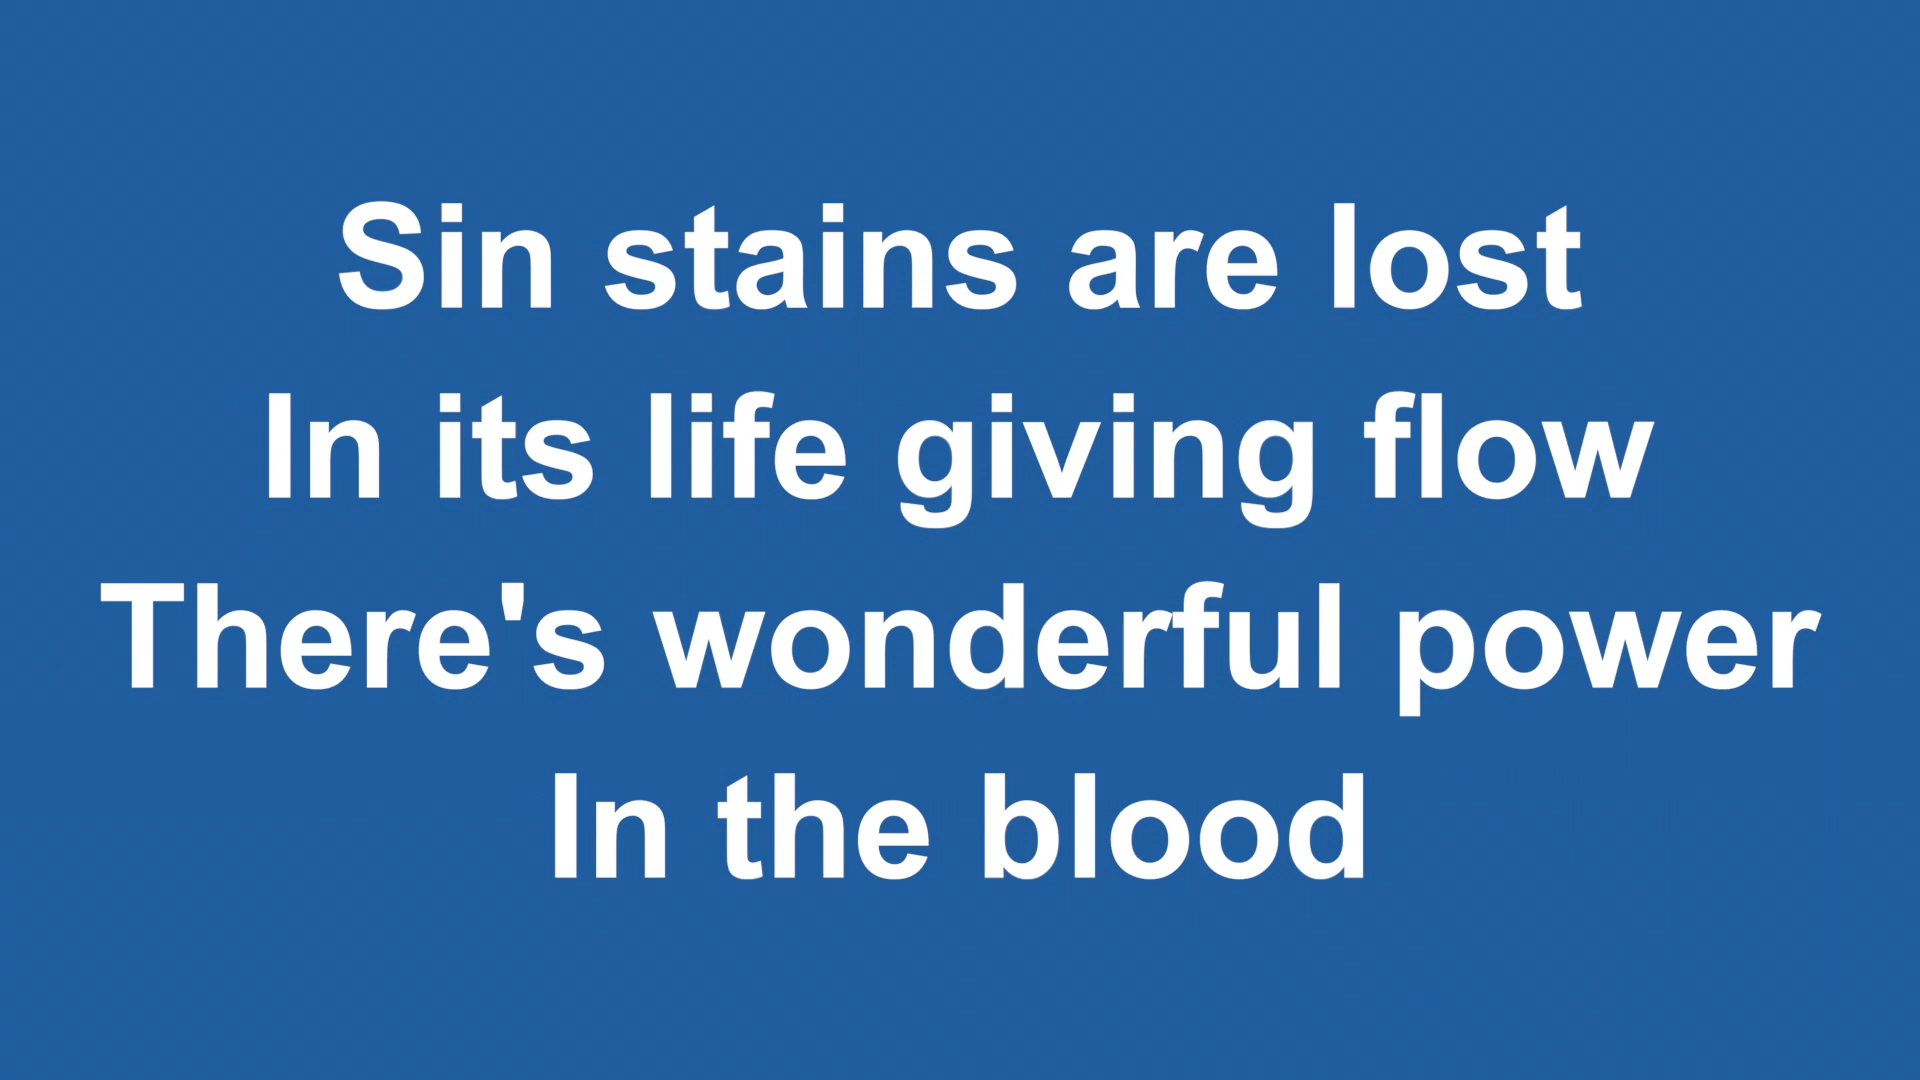 Sin stains are lost
In its life giving flow
There's wonderful power
In the blood